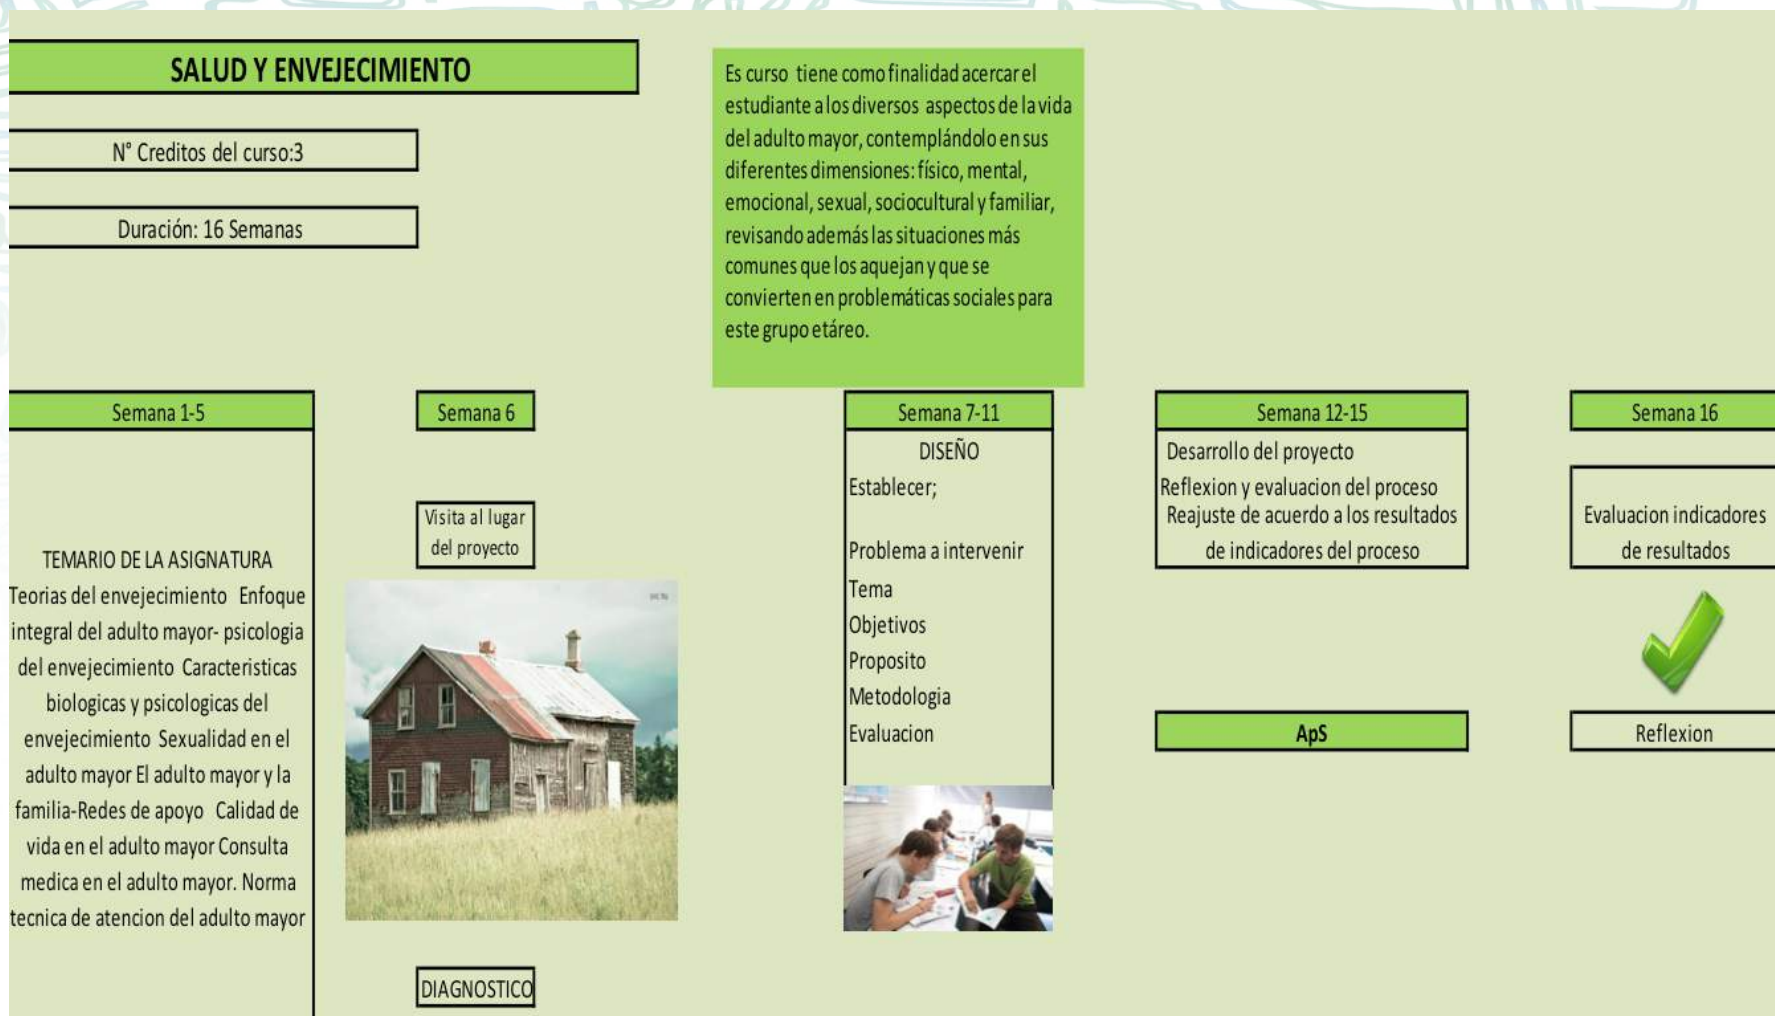 SALUD Y ENVEJECIMIENTO
N° Creditos del curso:3
Duración: 16 Semanas
Es curso tiene como finalidad acercar el
estudiante a los diversos aspectos de la vida
del adulto mayor, contemplándolo en sus
diferentes dimensiones: físico, mental,
emocional, sexual, sociocultural y familiar,
revisando además las situaciones más
comunes que los aquejan y que se
convierten en problemáticas sociales para
este grupo etáreo.
Semana 1-5
TEMARIO DE LA ASIGNATURA
Teorias del envejecimiento Enfoque
integral del adulto mayor- psicologia
del envejecimiento Caracteristicas
biologicas y psicologicas del
envejecimiento Sexualidad en el
adulto mayor El adulto mayor y la
familia-Redes de apoyo Calidad de
vida en el adulto mayor Consulta
medica en el adulto mayor. Norma
tecnica de atencion del adulto mayor
Semana 6
Visita al lugar
del proyecto
DIAGNOSTICO
Semana 7-11
DISEÑO
Establecer;
Problema a intervenir
Tema
Objetivos
Proposito
Metodologia
Evaluacion
Semana 12-15
Desarrollo del proyecto
Reflexion y evaluacion del proceso
Reajuste de acuerdo a los resultados
de indicadores del proceso
ApS
Semana 16
Evaluacion indicadores
de resultados
Reflexion